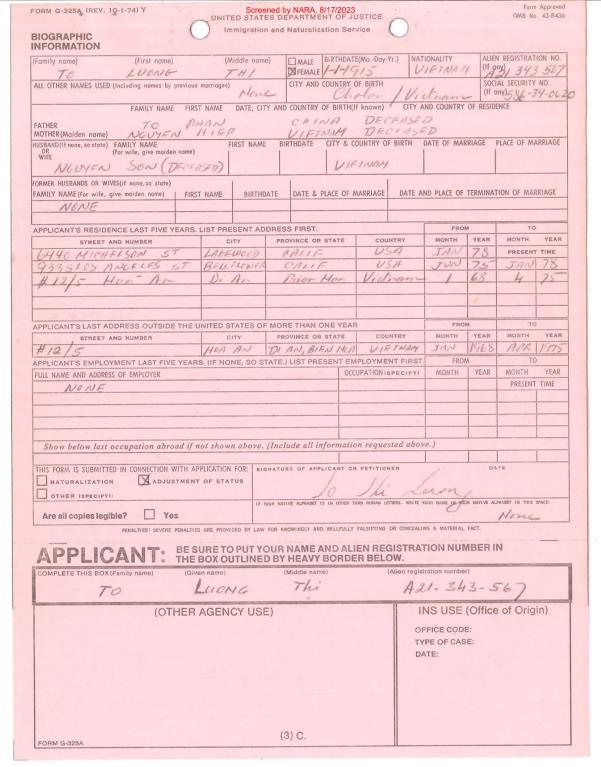 Screened by NARA, 8/17/2023
FORM G-325A (REV. 10-1-74) Y
Form Approved
OMB No. 43-R436
UNITED STATES DEPARTMENT OF JUSTICE
Immigration and Naturalization Service
BIOGRAPHIC
INFORMATION
(Family name) (First name) (Middle name) MALE BIRTHDATE(Mo.-Day-Yr.) NATIONALITY ALIEN REGISTRATION NO.
TO LUONG THI FEMALE 1-1-1915 VIETNAM (If any) A21 343 567
ALL OTHER NAMES USED (Including names by previous marriages) CITY AND COUNTRY OF BIRTH SOCIAL SECURITY NO.
None Cholon / Vietnam (If any) 586-34-0620
FAMILY NAME FIRST NAME DATE, CITY AND COUNTRY OF BIRTH(If known) CITY AND COUNTRY OF RESIDENCE
FATHER TO PHAN CHINA DECEASED
MOTHER(Maiden name) NGUYEN HIEP VIETNAM DECEASED
HUSBAND(If none, so state) FAMILY NAME FIRST NAME BIRTHDATE CITY & COUNTRY OF BIRTH DATE OF MARRIAGE PLACE OF MARRIAGE
OR (For wife, give maiden name)
WIFE
NGUYEN SON (DECEASED) VIETNAM
FORMER HUSBANDS OR WIVES(if none, so state)
FAMILY NAME (For wife, give maiden name) FIRST NAME BIRTHDATE DATE & PLACE OF MARRIAGE DATE AND PLACE OF TERMINATION OF MARRIAGE
NONE
APPLICANT'S RESIDENCE LAST FIVE YEARS. LIST PRESENT ADDRESS FIRST. FROM TO
STREET AND NUMBER CITY PROVINCE OR STATE COUNTRY MONTH YEAR MONTH YEAR
6440 MICHELSON ST LAKEWOOD CALIF USA JAN 78 PRESENT TIME
9335 LOS ANGELES ST BELLFLOWER CALIF USA JUN 75 JAN 78
#12/5 Hoa An Di An Bien Hoa Vietnam 1 63 4 75
APPLICANT'S LAST ADDRESS OUTSIDE THE UNITED STATES OF MORE THAN ONE YEAR FROM TO
STREET AND NUMBER CITY PROVINCE OR STATE COUNTRY MONTH YEAR MONTH YEAR
#12/5 HOA AN DI AN, BIEN HOA VIETNAM JAN 1968 APR 1975
APPLICANT'S EMPLOYMENT LAST FIVE YEARS. (IF NONE, SO STATE.) LIST PRESENT EMPLOYMENT FIRST FROM TO
FULL NAME AND ADDRESS OF EMPLOYER OCCUPATION (SPECIFY) MONTH YEAR MONTH YEAR
NONE PRESENT TIME
Show below last occupation abroad if not shown above. (Include all information requested above.)
THIS FORM IS SUBMITTED IN CONNECTION WITH APPLICATION FOR: SIGNATURE OF APPLICANT OR PETITIONER DATE
NATURALIZATION ADJUSTMENT OF STATUS
OTHER (SPECIFY): To Thi Luong
IF YOUR NATIVE ALPHABET IS IN OTHER THAN ROMAN LETTERS, WRITE YOUR NAME IN YOUR NATIVE ALPHABET IN THIS SPACE:
Are all copies legible? Yes None
PENALTIES: SEVERE PENALTIES ARE PROVIDED BY LAW FOR KNOWINGLY AND WILLFULLY FALSIFYING OR CONCEALING A MATERIAL FACT.
APPLICANT: BE SURE TO PUT YOUR NAME AND ALIEN REGISTRATION NUMBER IN
THE BOX OUTLINED BY HEAVY BORDER BELOW.
COMPLETE THIS BOX (Family name) (Given name) (Middle name) (Alien registration number)
TO LUONG Thi A21-343-567
(OTHER AGENCY USE) INS USE (Office of Origin)
OFFICE CODE:
TYPE OF CASE:
DATE:
(3) C.
FORM G-325A